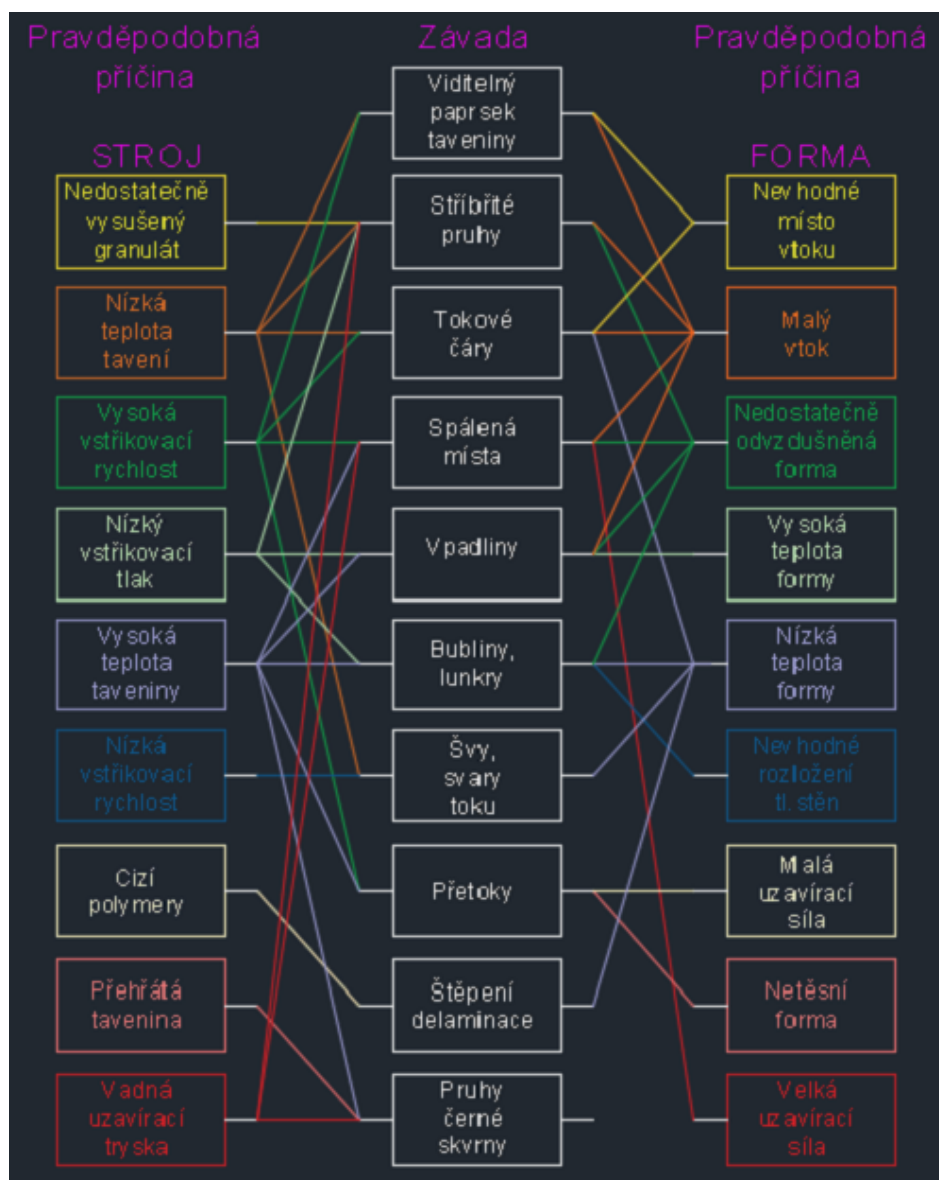 Pravděpodobná
příčina
STROJ
Nedostatečně
vysušený
granulát
Nízká
teplota
tavení
Vysoká
vstřikovací
rychlost
Nízký
vstřikovací
tlak
Vysoká
teplota
taveniny
Nízká
vstřikovací
rychlost
Cizí
polymery
Přehřátá
tavenina
Vadná
uzavírací
tryska
Závada
Viditelný
paprsek
taveniny
Stříbřité
pruhy
Tokové
čáry
Spálená
místa
Vpadliny
Bubliny,
lunkry
Švy,
svary
toku
Přetoky
Štěpení
delaminace
Pruhy
černé
skvrny
Pravděpodobná
příčina
FORMA
Nevhodné
místo
vtoku
Malý
vtok
Nedostatečně
odvzdušněná
forma
Vysoká
teplota
formy
Nízká
teplota
formy
Nevhodné
rozložení
tl. stěn
Malá
uzavírací
síla
Netěsní
forma
Velká
uzavírací
síla